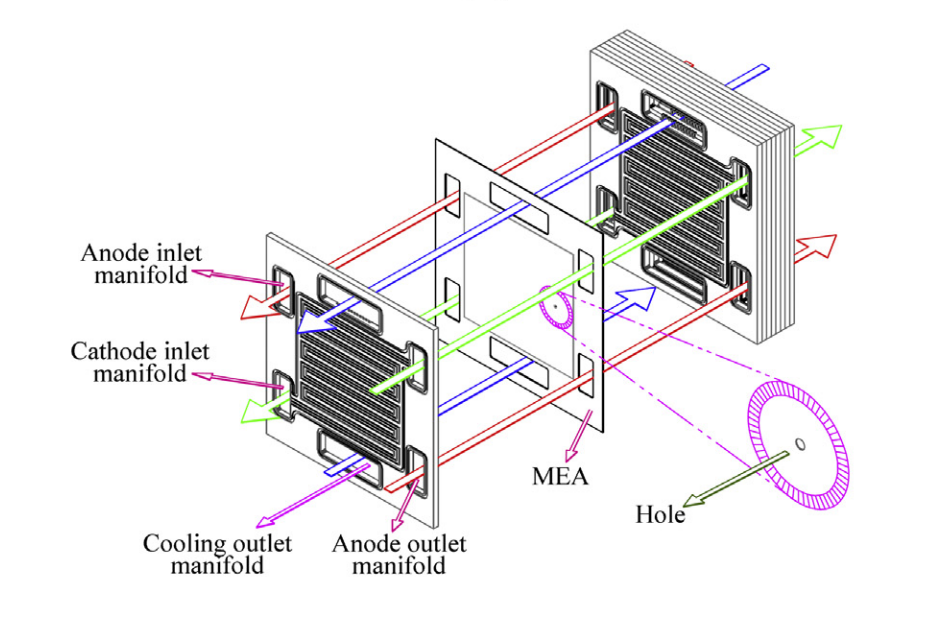 Anode inlet
manifold
Cathode inlet
manifold
MEA
Hole
Cooling outlet
manifold
Anode outlet
manifold